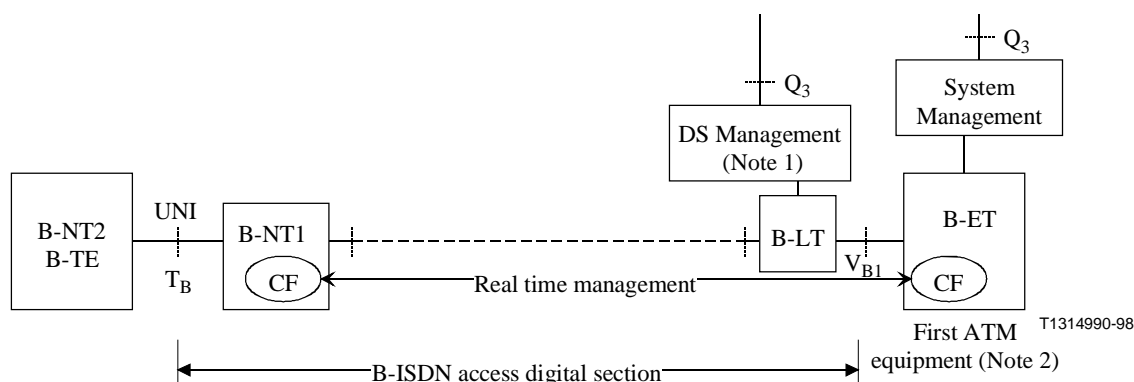 Q3
Q3
System
Management
DS Management
(Note 1)
UNI
B-NT2
B-TE
B-NT1
B-LT
B-ET
TB
VB1
CF
Real time management
CF
T1314990-98
First ATM
equipment (Note 2)
B-ISDN access digital section